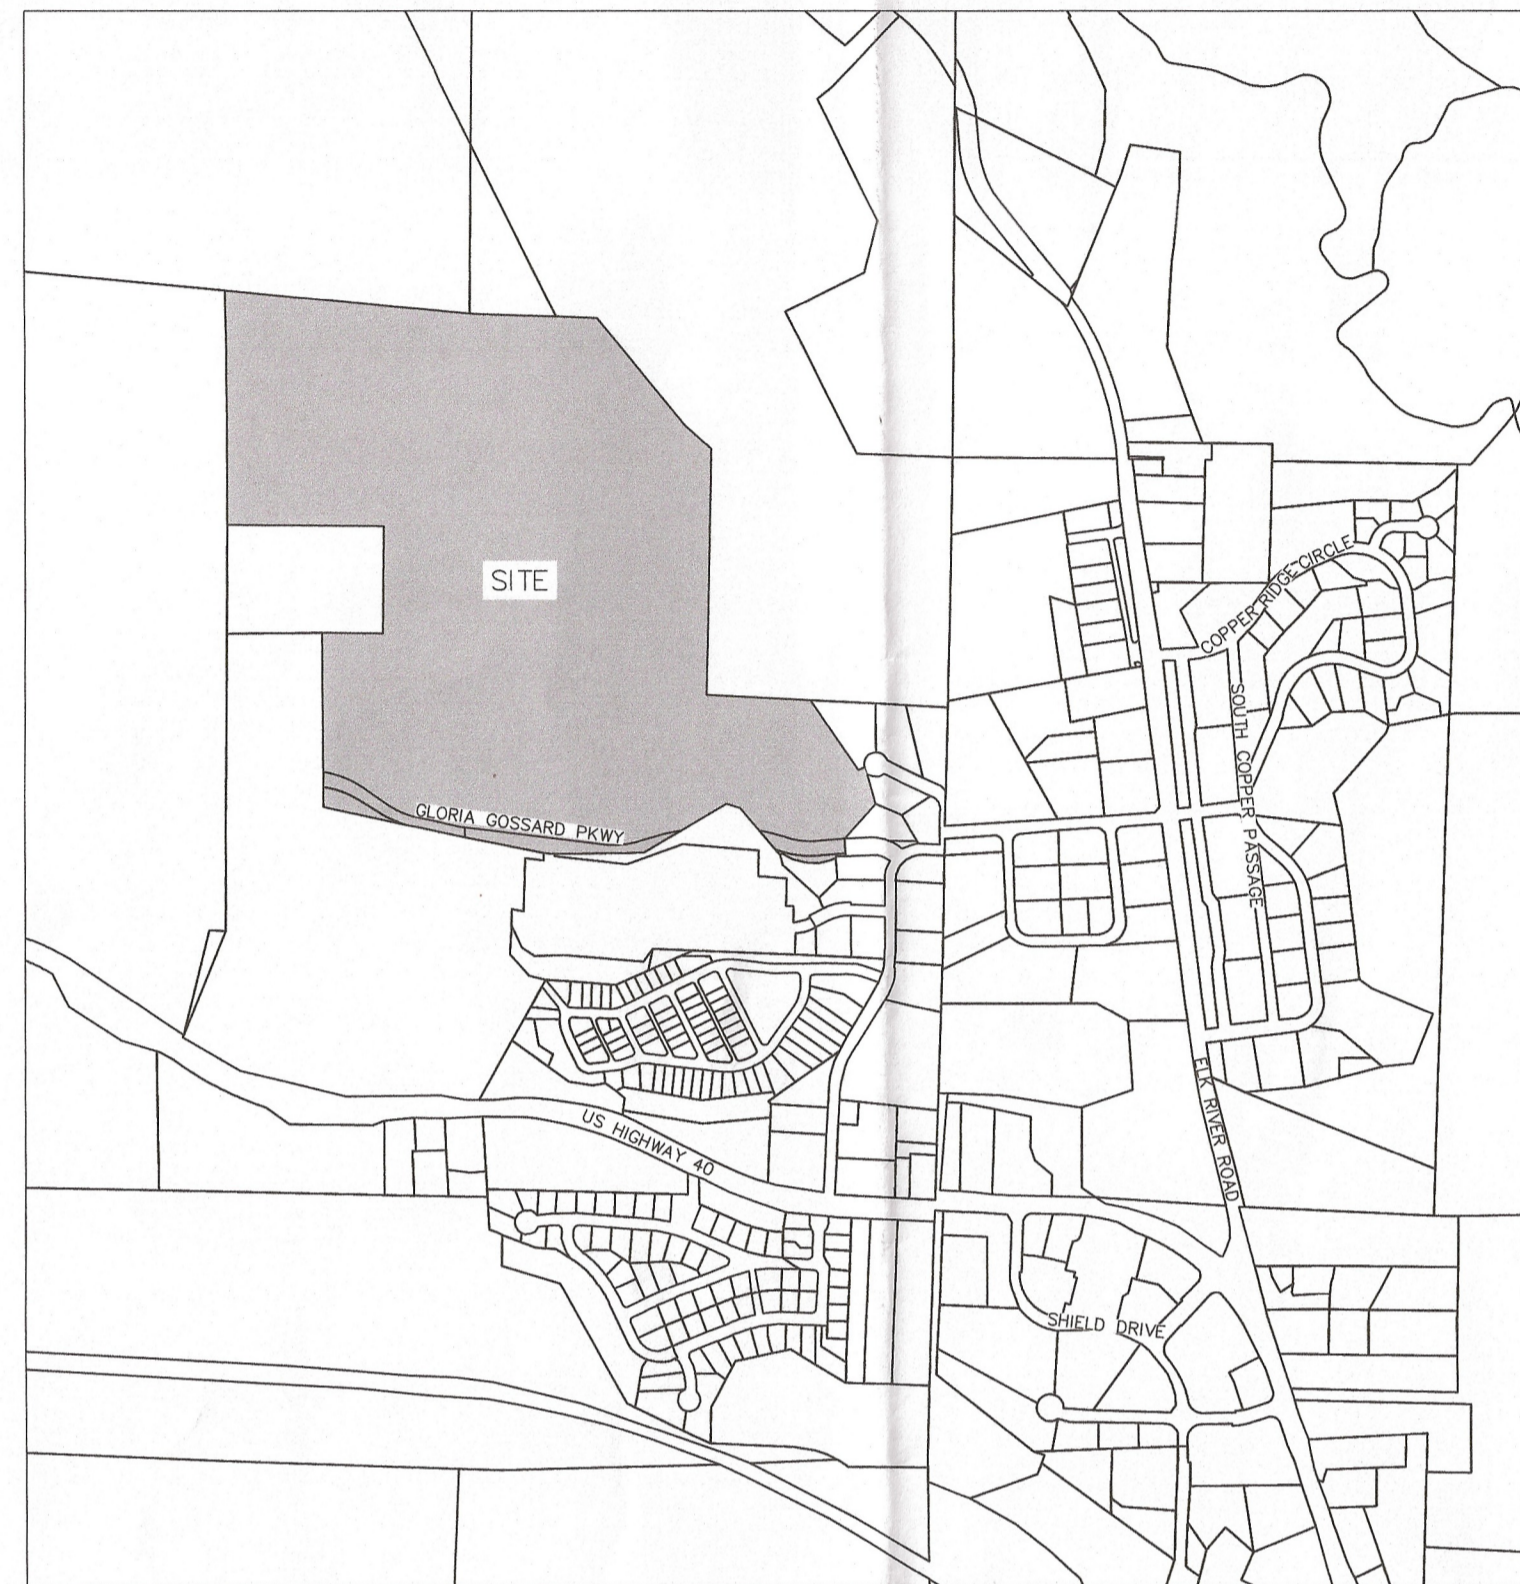 COPPER RIDGE CIRCLE
SITE
SOUTH COPPER PASSAGE
GLORIA GOSSARD PKWY
ELK RIVER ROAD
US HIGHWAY 40
SHIELD DRIVE